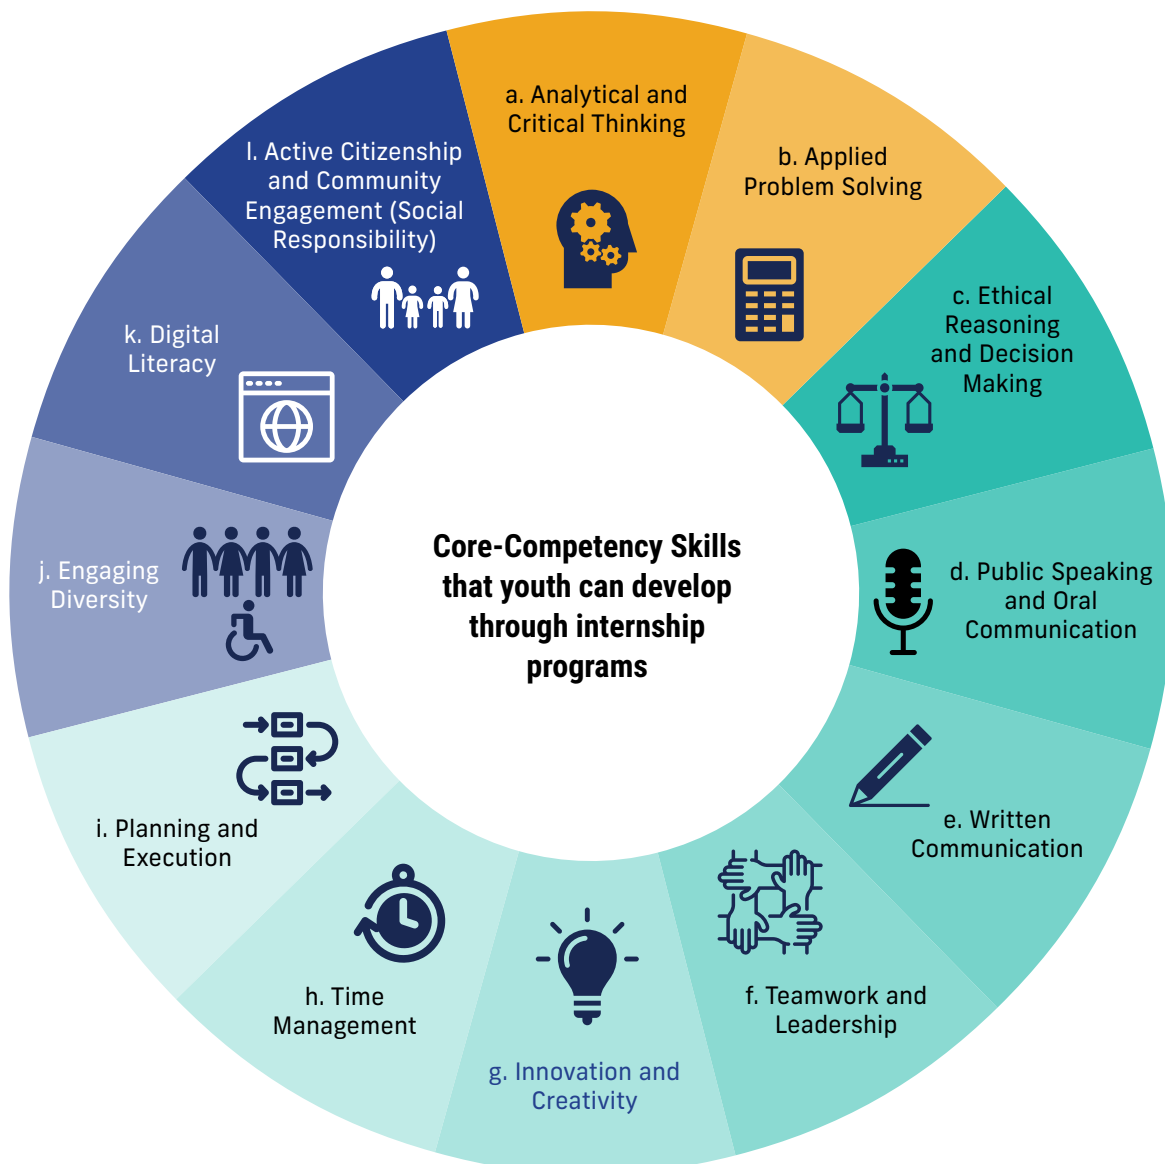 a. Analytical and
Critical Thinking
b. Applied
Problem Solving
c. Ethical
Reasoning
and Decision
Making
d. Public Speaking
and Oral
Communication
e. Written
Communication
f. Teamwork and
Leadership
g. Innovation and
Creativity
h. Time
Management
i. Planning and
Execution
j. Engaging
Diversity
k. Digital
Literacy
l. Active Citizenship
and Community
Engagement (Social
Responsibility)
Core-Competency Skills
that youth can develop
through internship
programs